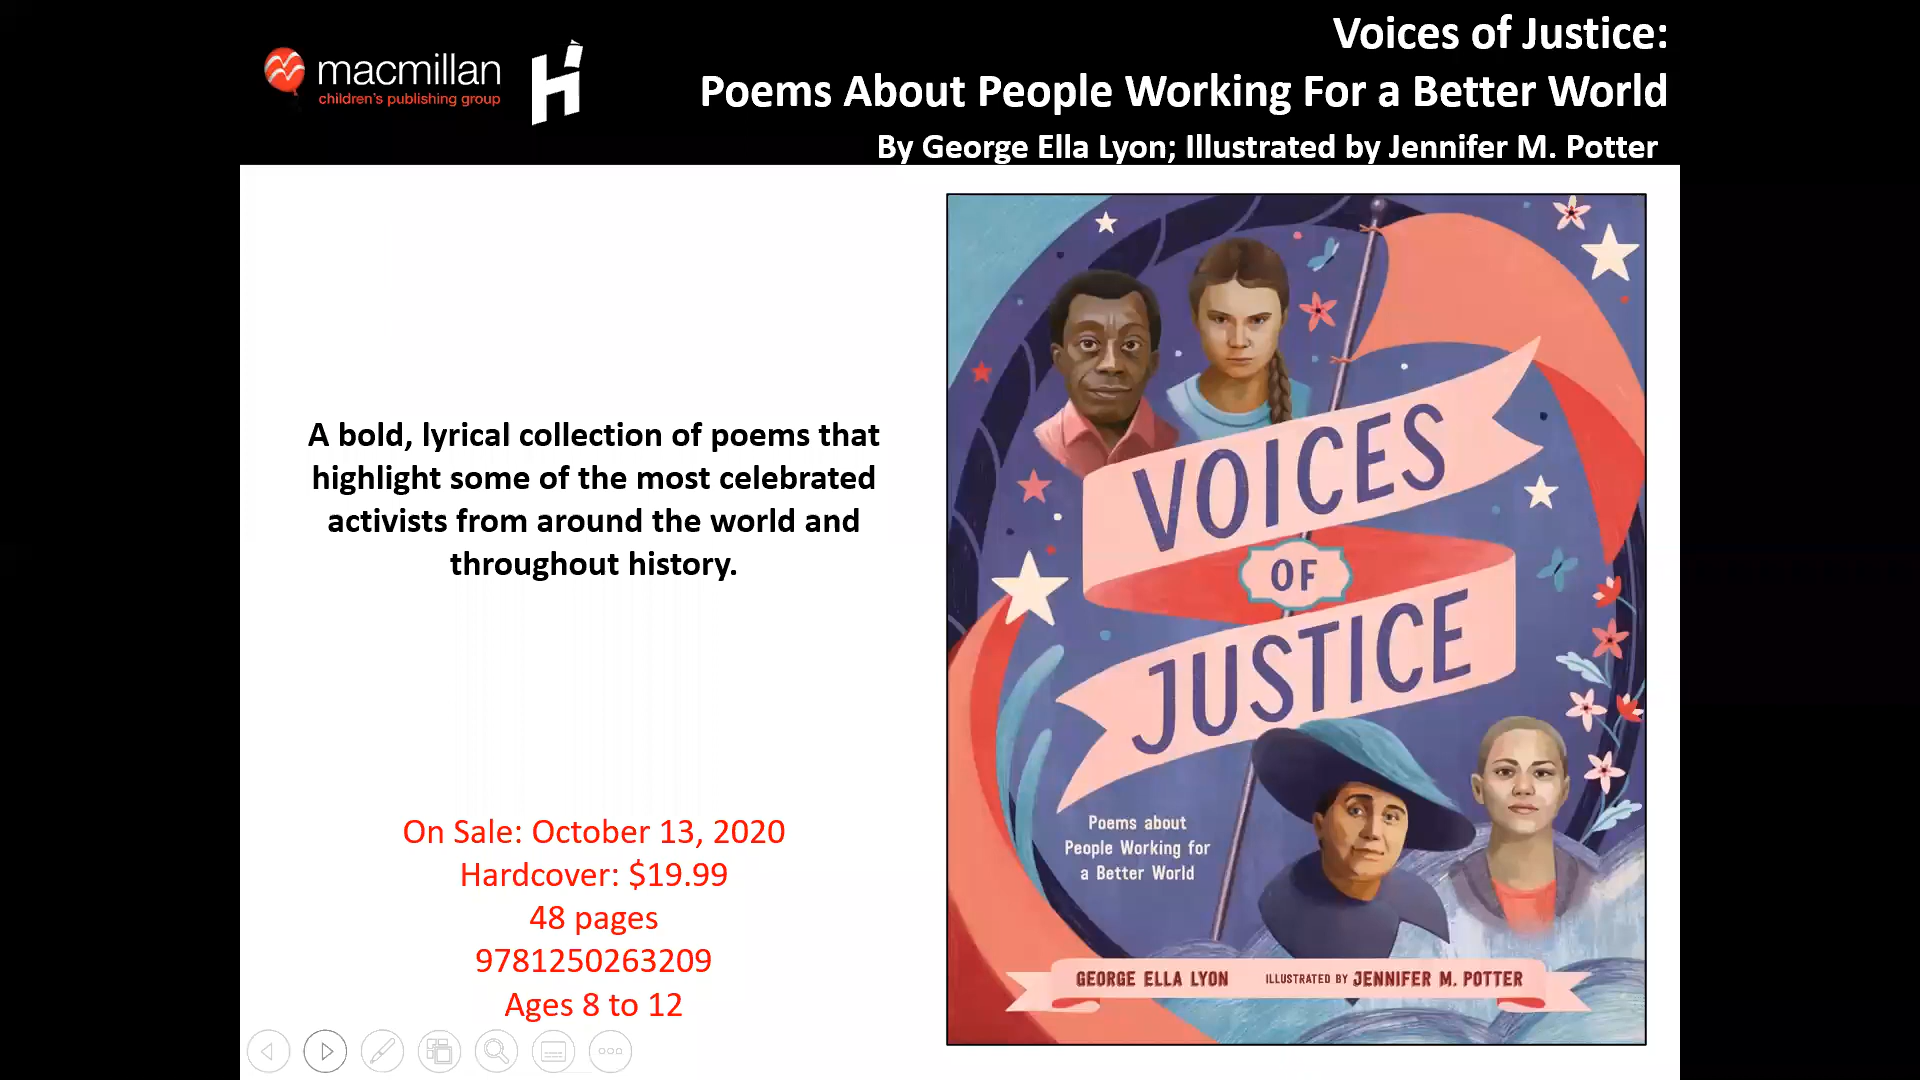 macmillan
children's publishing group
Voices of Justice:
Poems About People Working For a Better World
By George Ella Lyon; Illustrated by Jennifer M. Potter
A bold, lyrical collection of poems that
highlight some of the most celebrated
activists from around the world and
throughout history.
On Sale: October 13, 2020
Hardcover: $19.99
48 pages
9781250263209
Ages 8 to 12
VOICES
OF
JUSTICE
Poems about
People Working for
a Better World
GEORGE ELLA LYON ILLUSTRATED BY JENNIFER M. POTTER